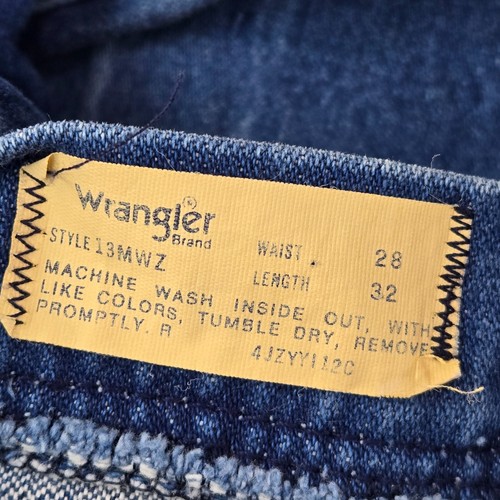 Wrangler ®
Brand
STYLE 13MWZ
WAIST 28
LENGTH 32
MACHINE WASH INSIDE OUT, WITH
LIKE COLORS, TUMBLE DRY, REMOVE
PROMPTLY. R
4JZYY112C